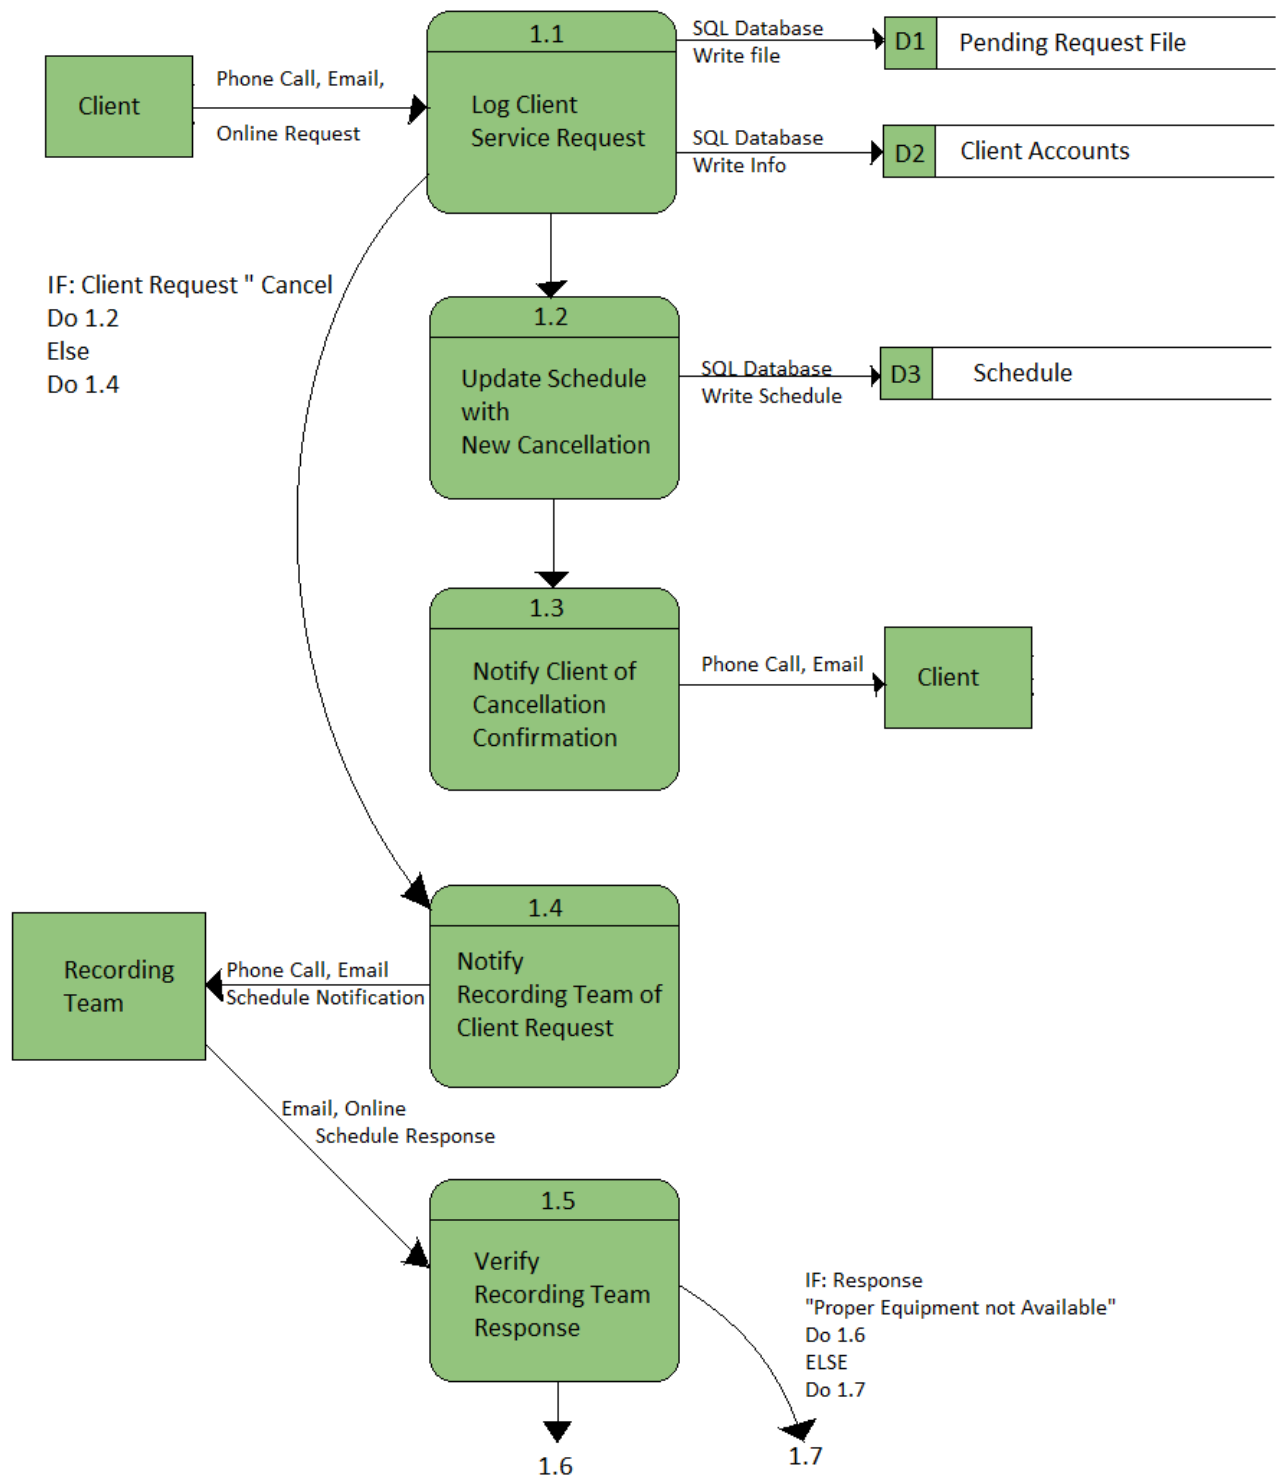 1.1
SQL Database
Write file
D1
Pending Request File
Client
Phone Call, Email,
Online Request
Log Client
Service Request
SQL Database
Write Info
D2
Client Accounts
IF: Client Request " Cancel
Do 1.2
Else
Do 1.4
1.2
Update Schedule
with
New Cancellation
SQL Database
Write Schedule
D3
Schedule
1.3
Notify Client of
Cancellation
Confirmation
Phone Call, Email
Client
1.4
Notify
Recording Team of
Client Request
Phone Call, Email
Schedule Notification
Recording
Team
Email, Online
Schedule Response
1.5
Verify
Recording Team
Response
IF: Response
"Proper Equipment not Available"
Do 1.6
ELSE
Do 1.7
1.6
1.7